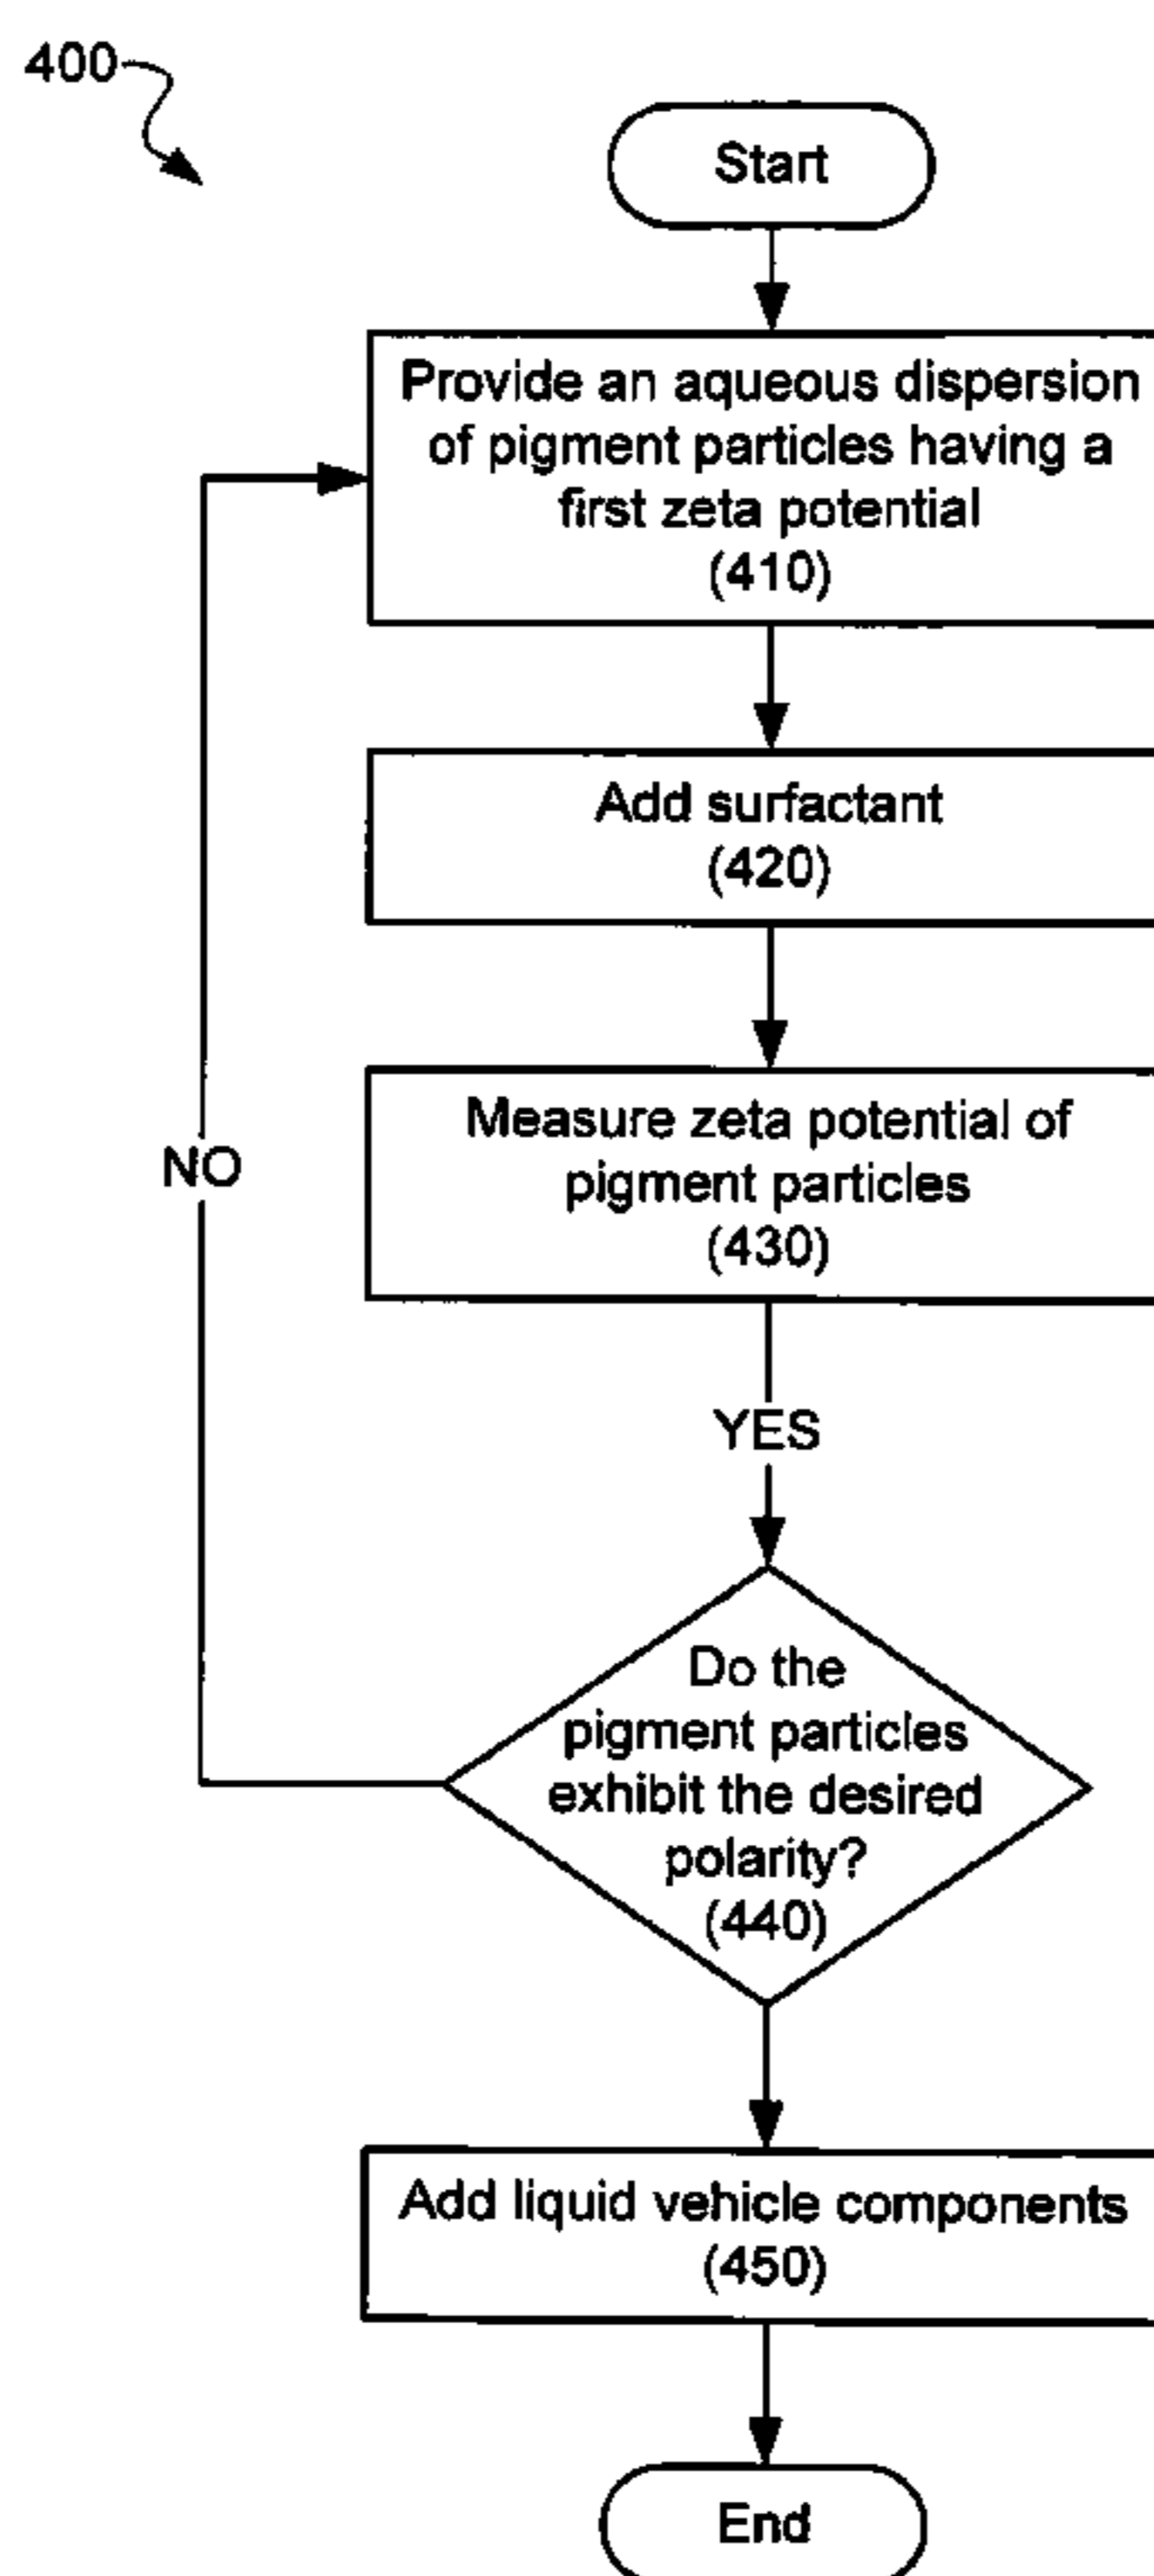 400
Start
Provide an aqueous dispersion
of pigment particles having a
first zeta potential
(410)
Add surfactant
(420)
Measure zeta potential of
pigment particles
(430)
NO
YES
Do the
pigment particles
exhibit the desired
polarity?
(440)
Add liquid vehicle components
(450)
End